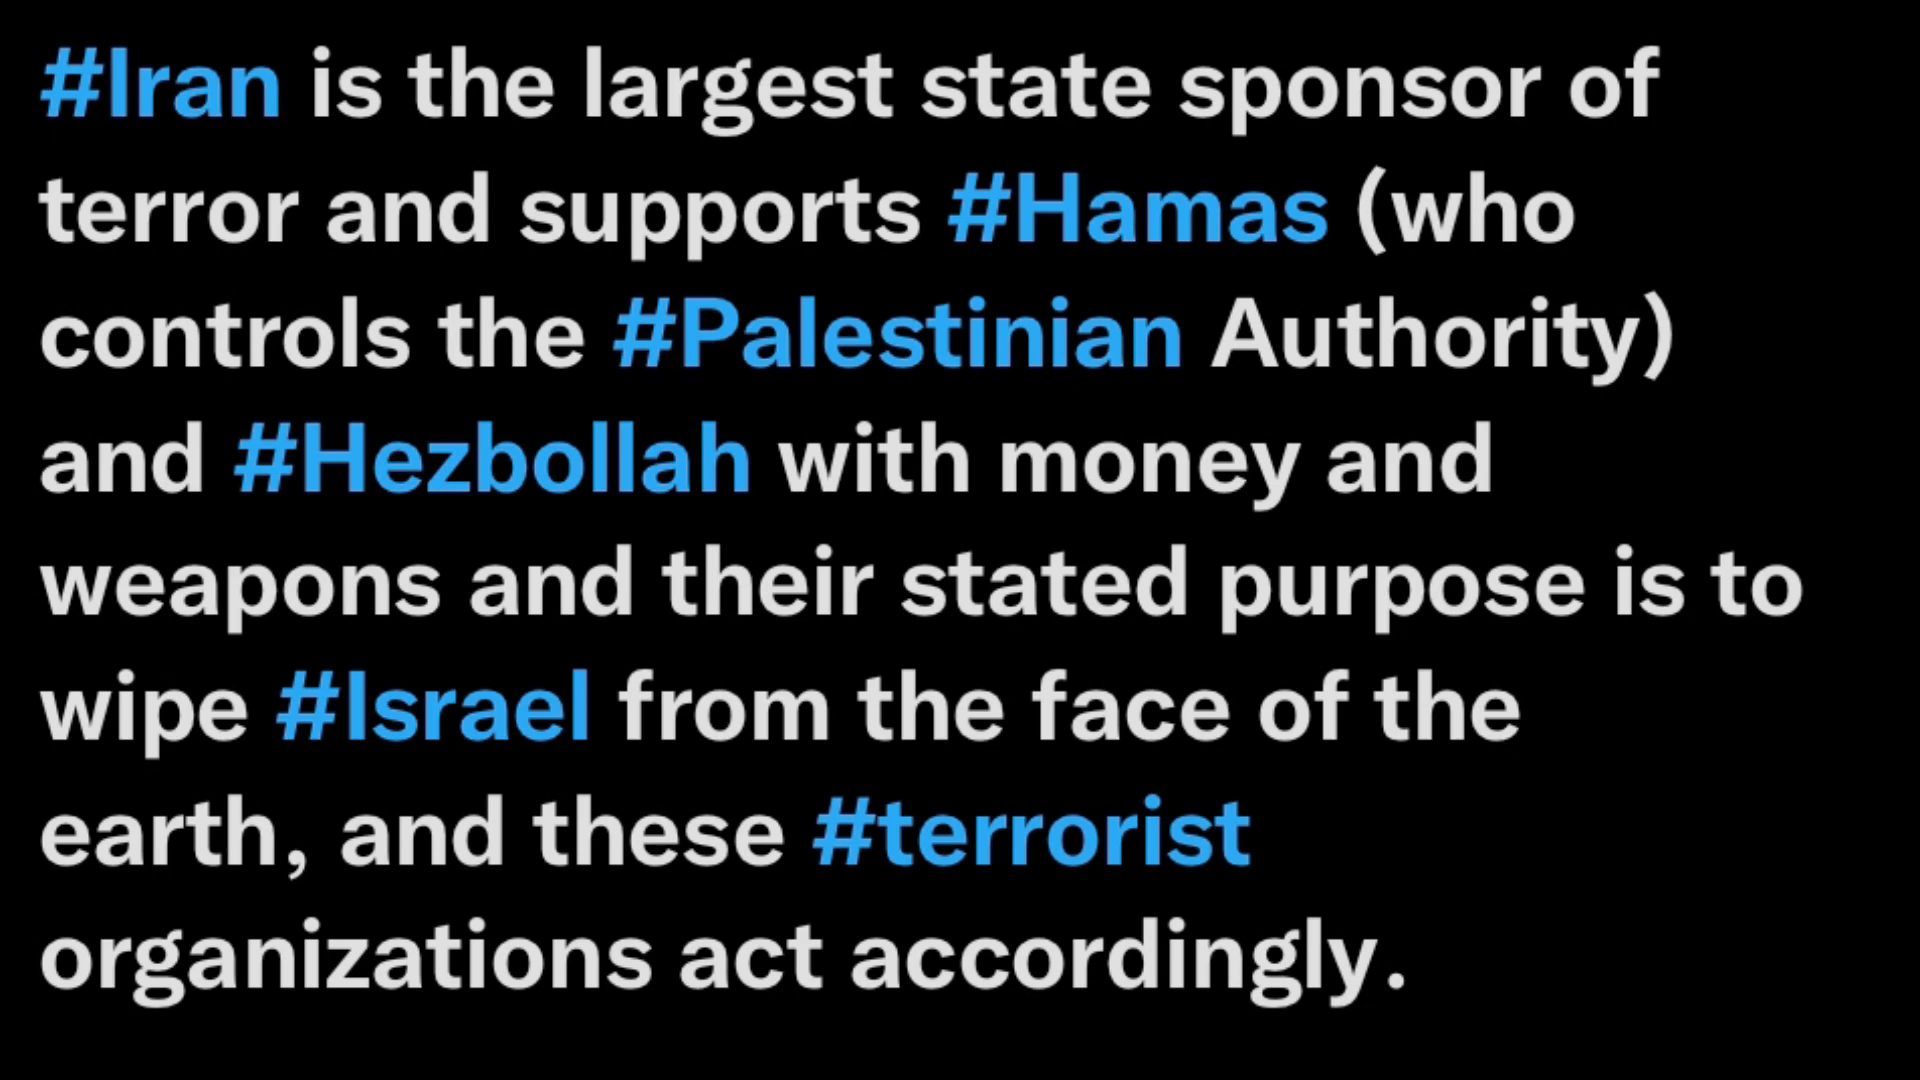 #Iran is the largest state sponsor of
terror and supports #Hamas (who
controls the #Palestinian Authority)
and #Hezbollah with money and
weapons and their stated purpose is to
wipe #Israel from the face of the
earth, and these #terrorist
organizations act accordingly.